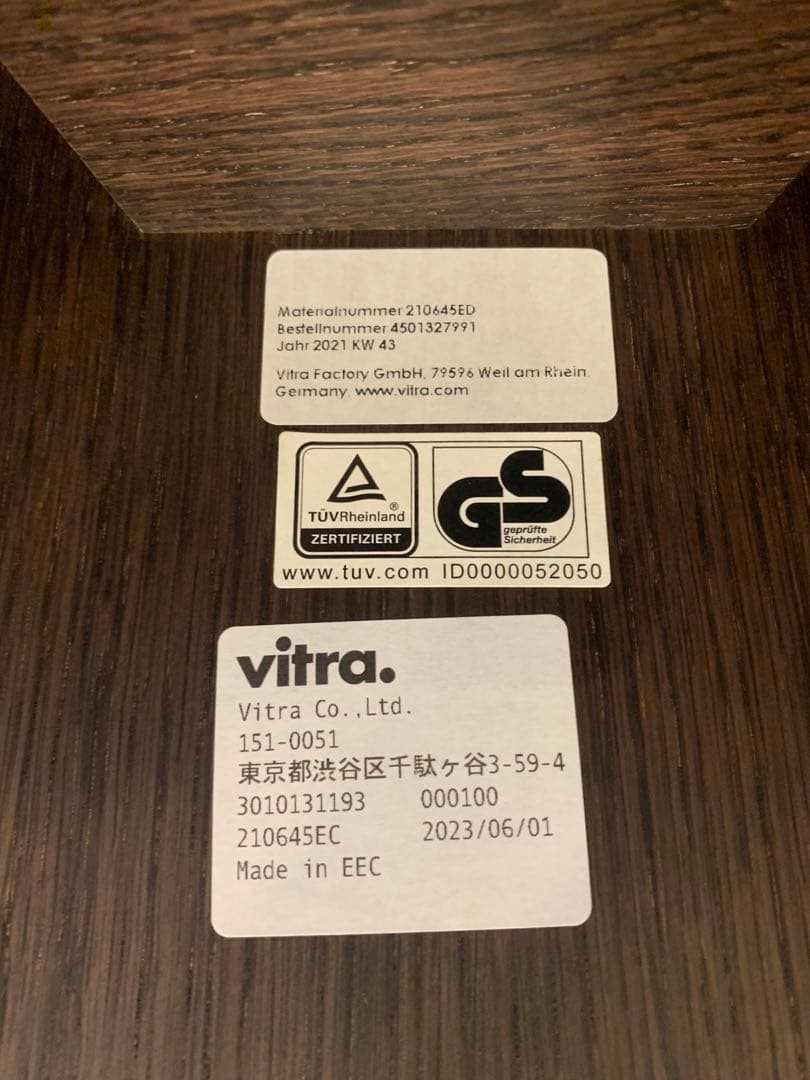 Materialnummer 210645ED
Bestellnummer 4501327991
Jahr 2021 KW 43
Vitra Factory GmbH, 79596 Weil am Rhein,
Germany, www.vitra.com
TÜVRheinland®
ZERTIFIZIERT
GS
geprüfte
Sicherheit
www.tuv.com ID0000052050
vitra.
Vitra Co.,Ltd.
151-0051
東京都渋谷区千駄ヶ谷3-59-4
3010131193 000100
210645EC 2023/06/01
Made in EEC